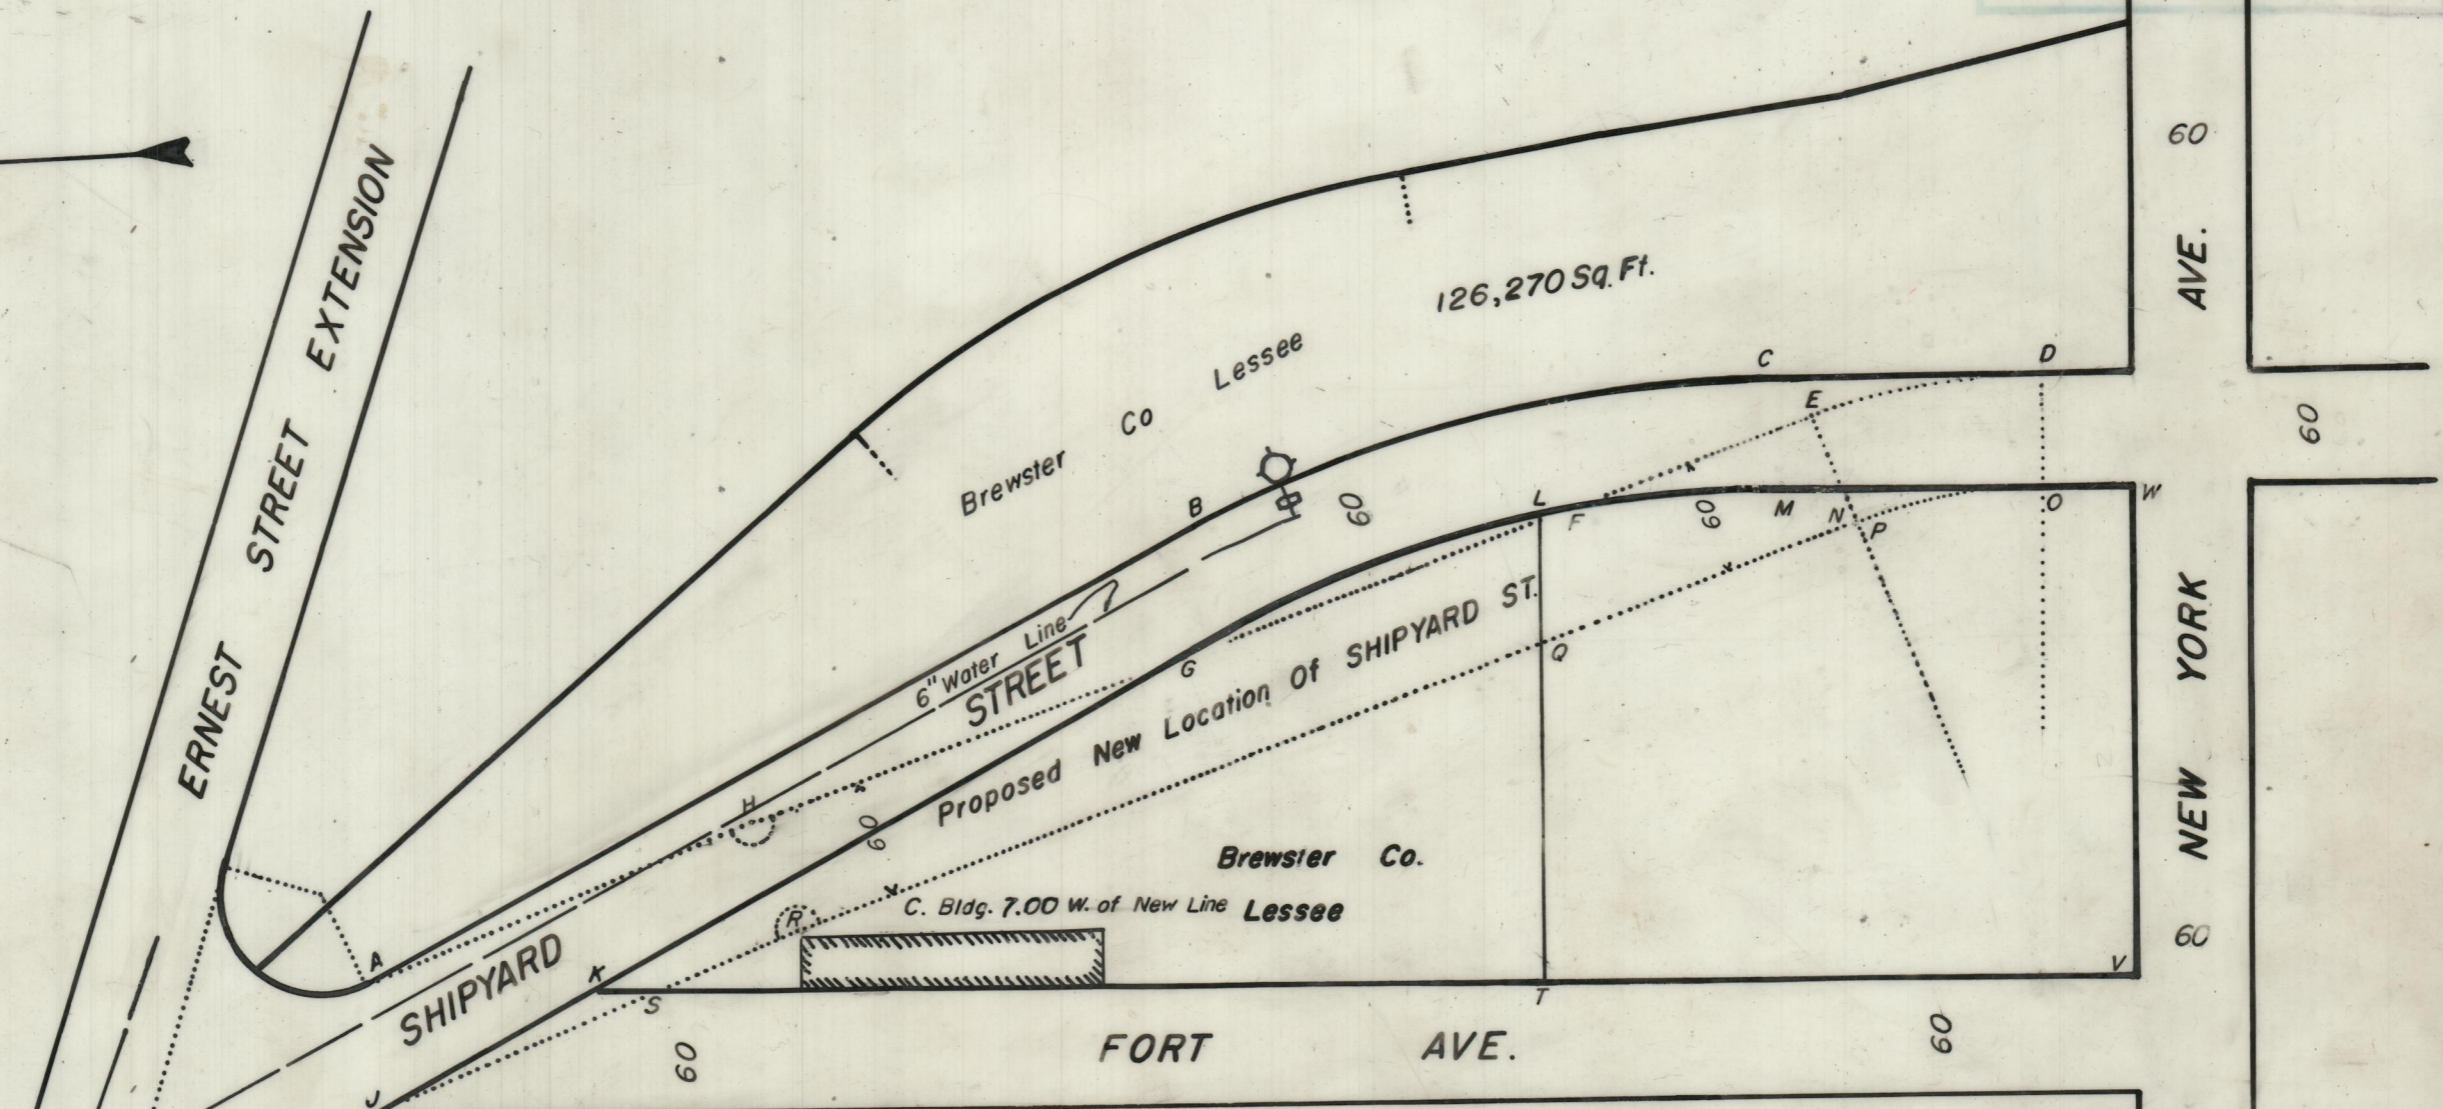 ERNEST STREET EXTENSION
126,270 Sq. Ft.
Brewster Co Lessee
60
NEW YORK AVE.
60
60
C
D
E
B
60
L
F
60
M
N
O
W
P
6" Water Line
SHIPYARD STREET
G
Q
Proposed New Location Of SHIPYARD ST.
H
60
Brewster Co.
Lessee
C. Bldg. 7.00 W. of New Line
R
A
K
S
T
V
J
60
FORT AVE.
60